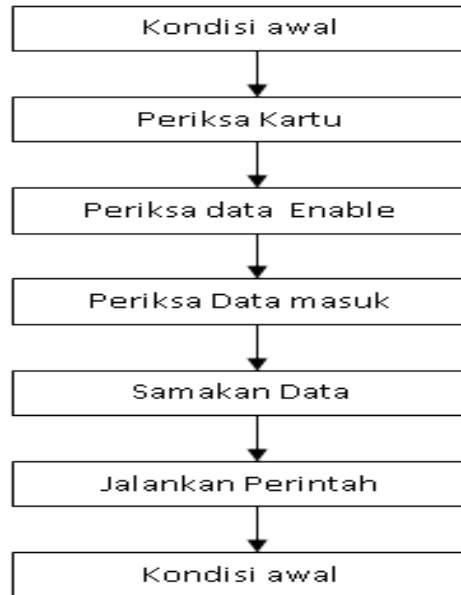 Kondisi awal
Periksa Kartu
Periksa data Enable
Periksa Data masuk
Samakan Data
Jalankan Perintah
Kondisi awal